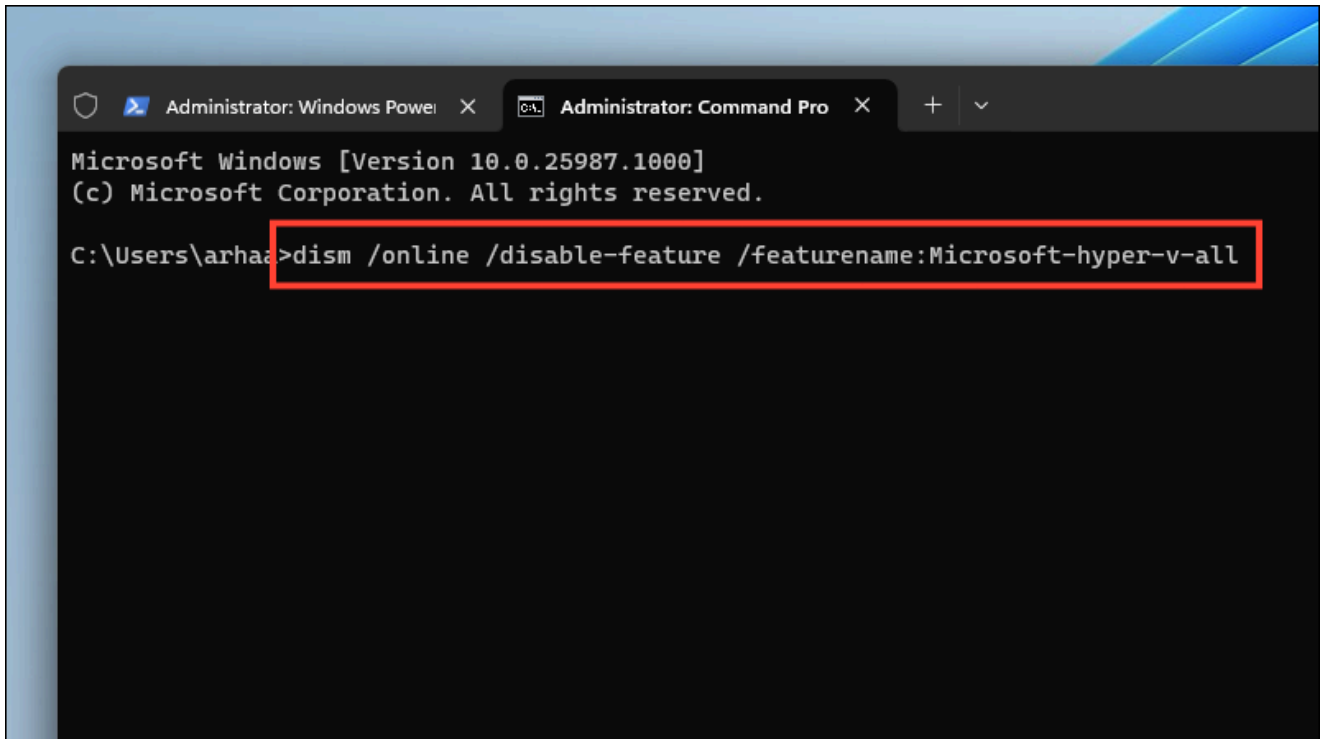 Administrator: Windows Power
Administrator: Command Pro
Microsoft Windows [Version 10.0.25987.1000]
(c) Microsoft Corporation. All rights reserved.
C:\Users\arhaa>dism /online /disable-feature /featurename:Microsoft-hyper-v-all